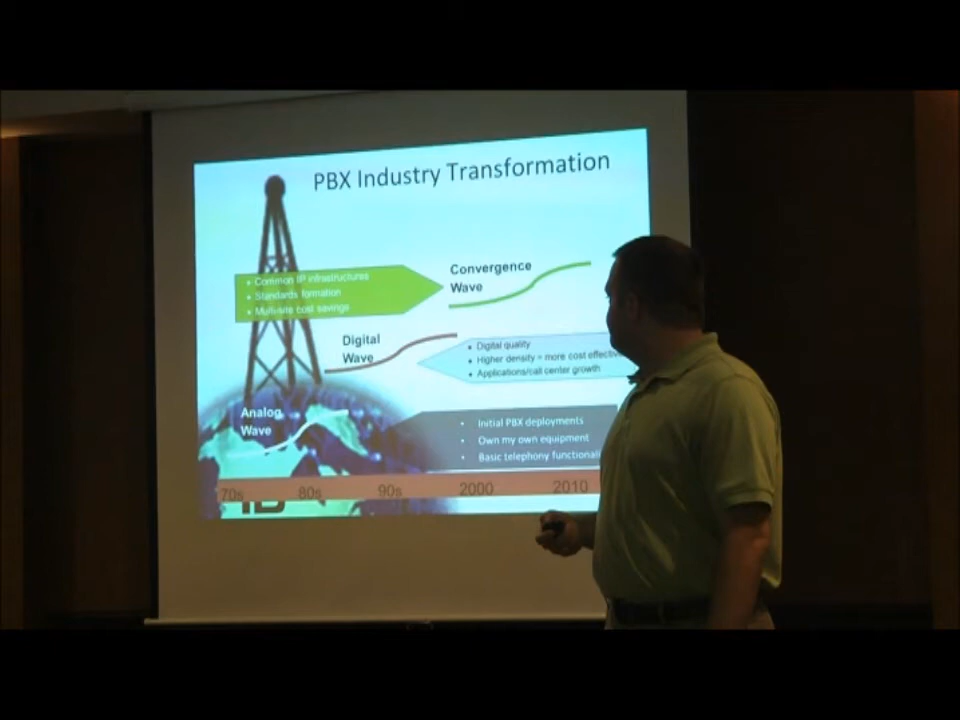 PBX Industry Transformation
• Common IP infrastructures
• Standards formation
• Multisite cost savings
Convergence
Wave
Digital
Wave
• Digital quality
• Higher density = more cost effective
• Applications/call center growth
Analog
Wave
• Initial PBX deployments
• Own my own equipment
• Basic telephony
70s 80s 90s 2000 2010